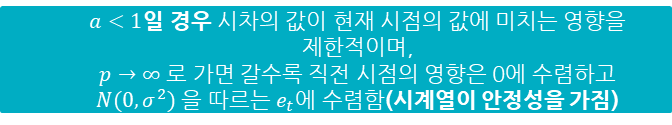 a < 1일 경우 시차의 값이 현재 시점의 값에 미치는 영향을
제한적이며,
p → ∞ 로 가면 갈수록 직전 시점의 영향은 0에 수렴하고
N(0, σ²) 을 따르는 eₜ에 수렴함(시계열이 안정성을 가짐)